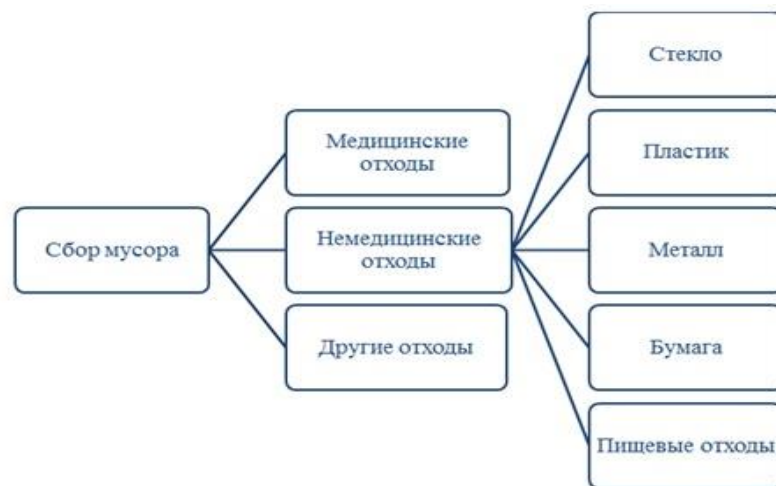 Сбор мусора
Медицинские
отходы
Немедицинские
отходы
Другие отходы
Стекло
Пластик
Металл
Бумага
Пищевые отходы